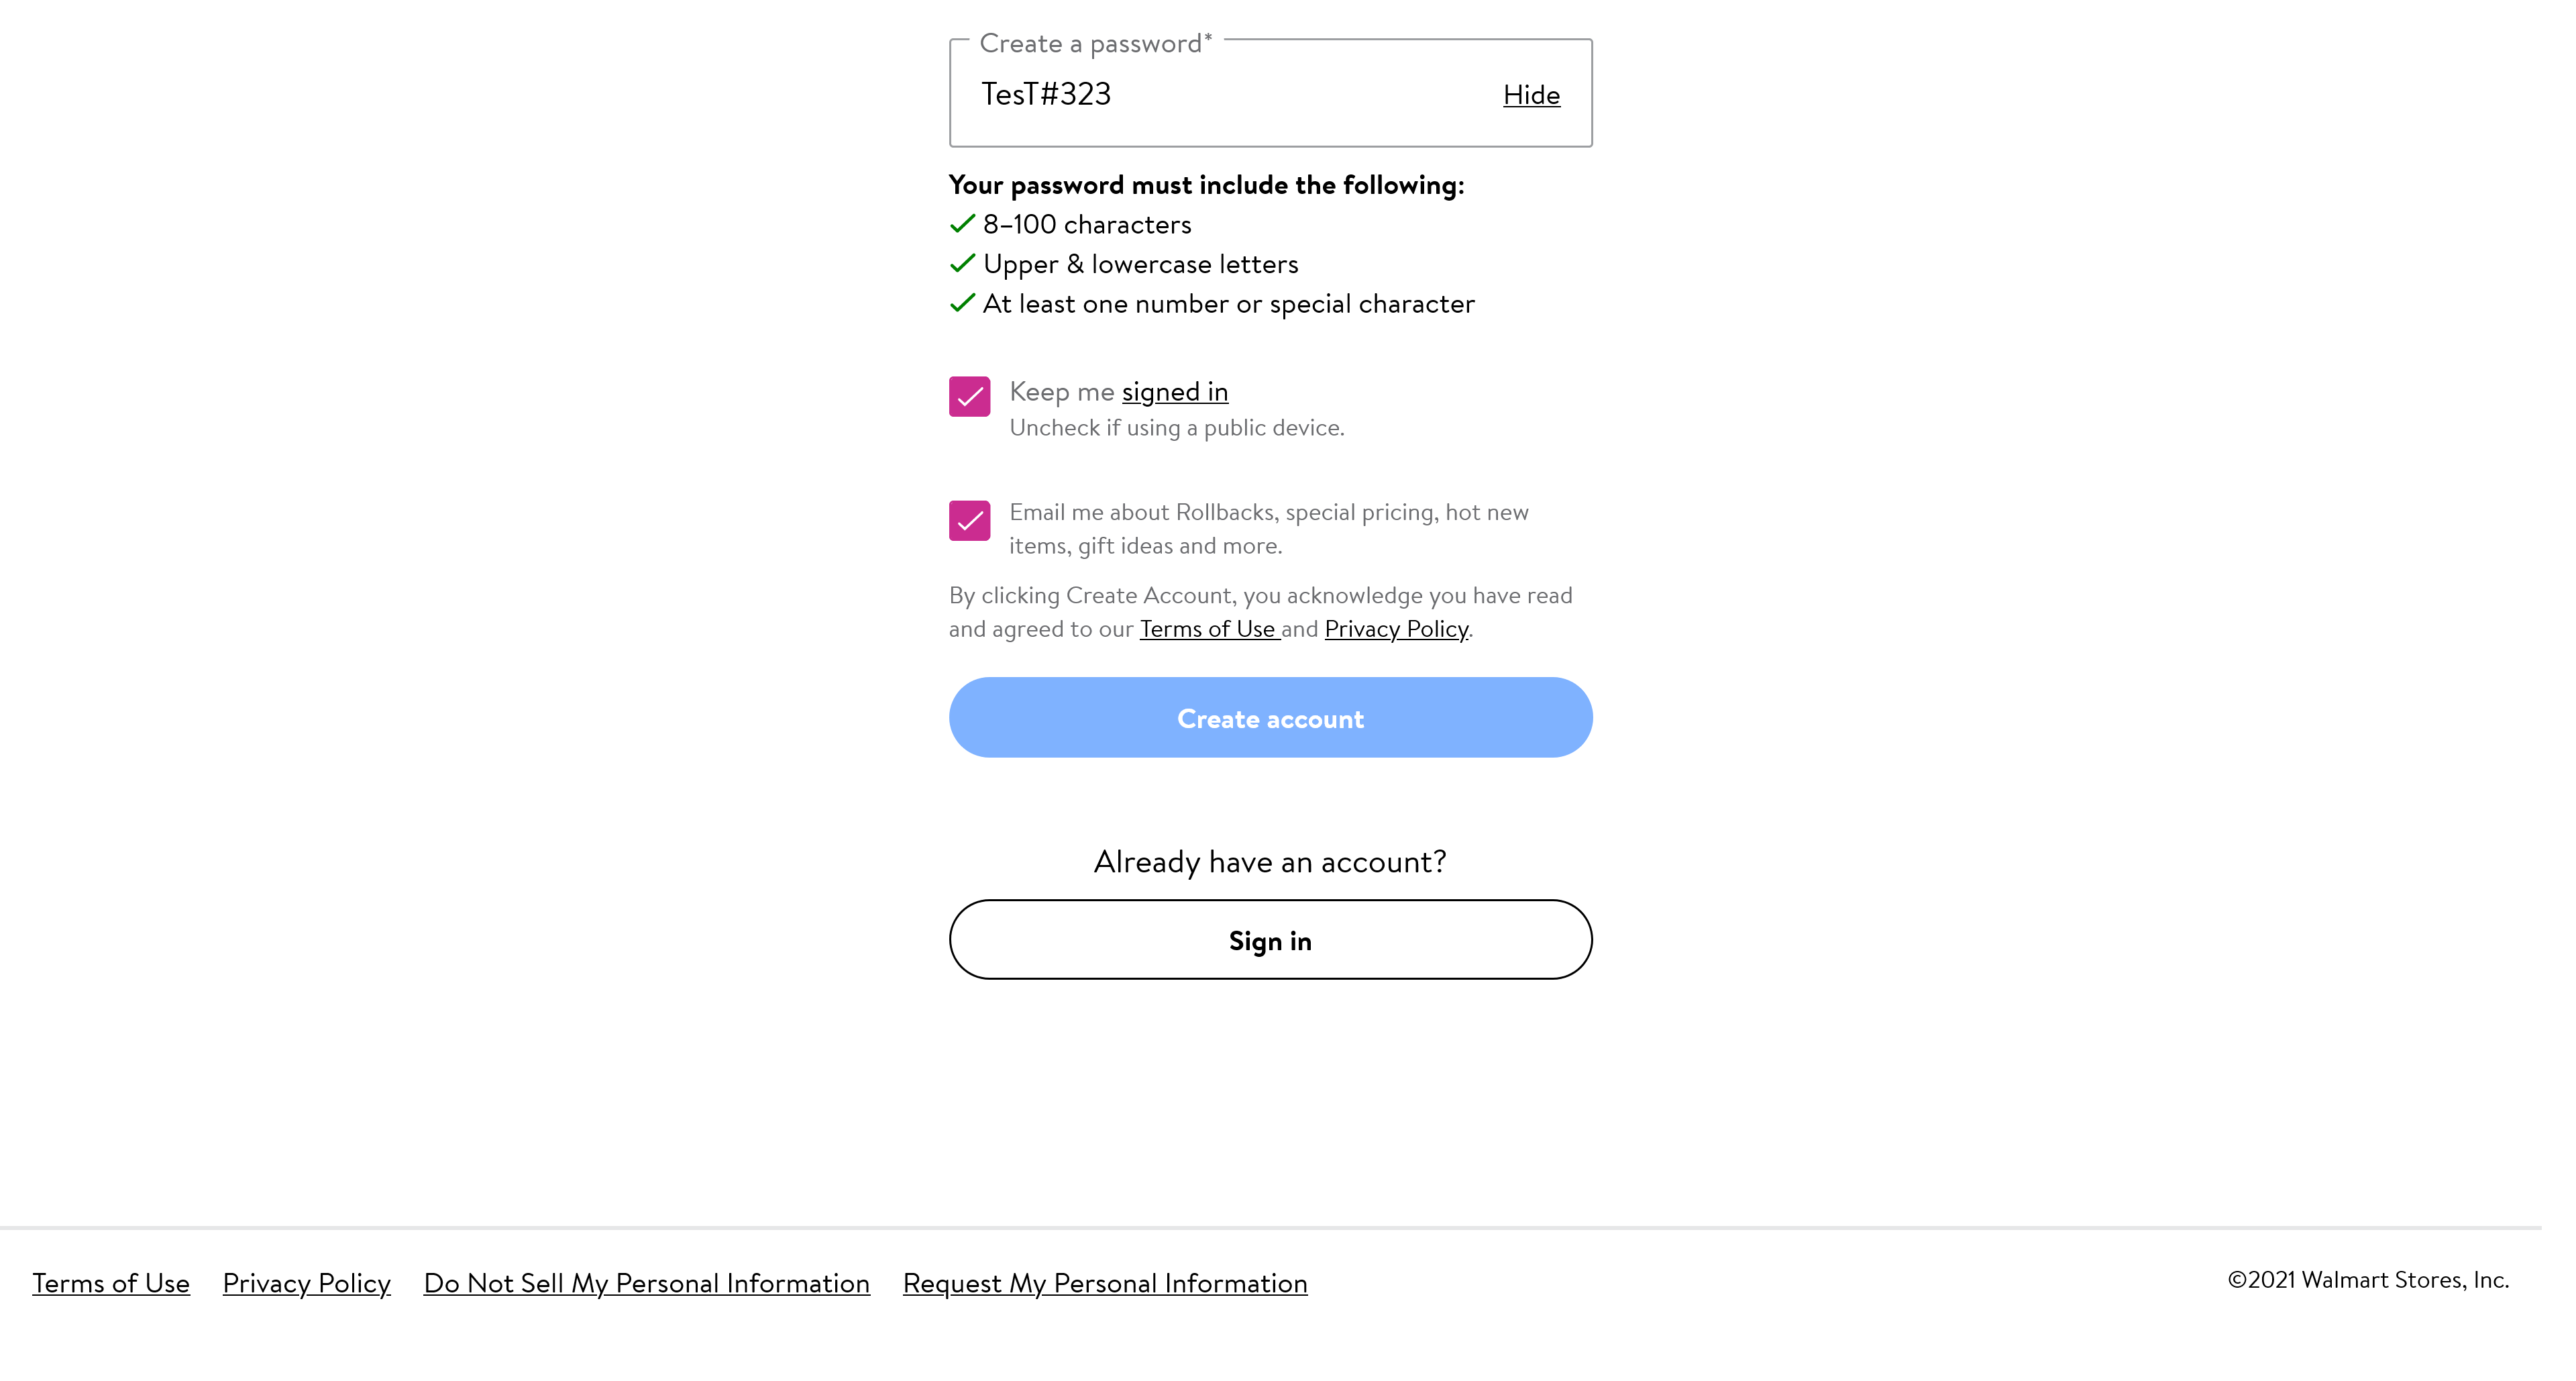 Create a password*
TesT#323
Hide
Your password must include the following:
8–100 characters
Upper & lowercase letters
At least one number or special character
Keep me signed in
Uncheck if using a public device.
Email me about Rollbacks, special pricing, hot new
items, gift ideas and more.
By clicking Create Account, you acknowledge you have read
and agreed to our Terms of Use and Privacy Policy.
Create account
Already have an account?
Sign in
Terms of Use Privacy Policy Do Not Sell My Personal Information Request My Personal Information
©2021 Walmart Stores, Inc.